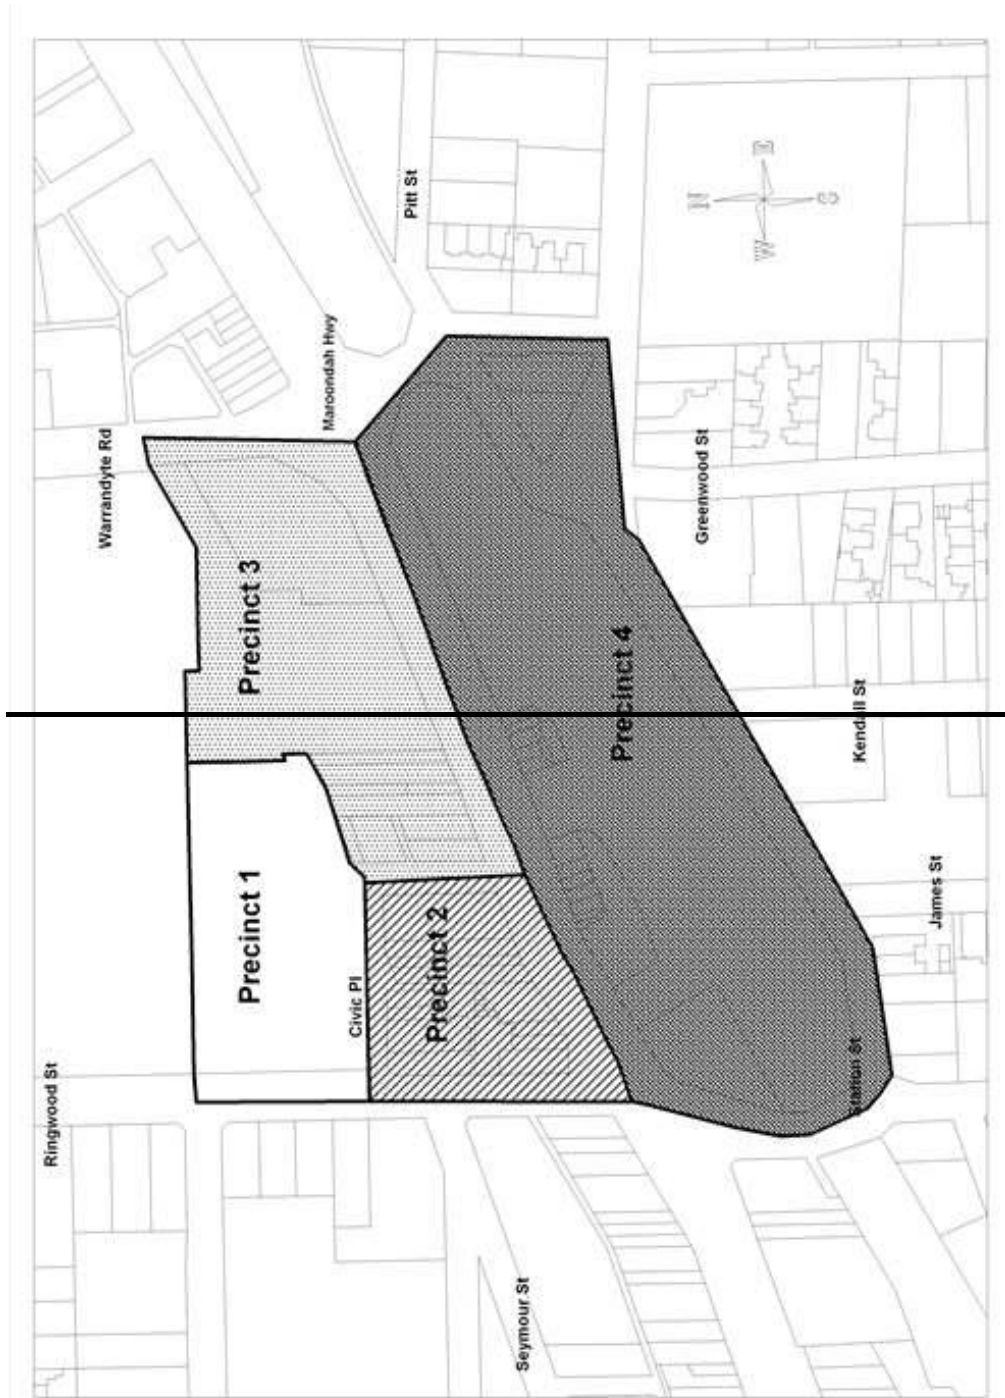 Pitt St
Maroondah Hwy
Warrandyte Rd
Greenwood St
Precinct 3
Precinct 4
Kendall St
Precinct 1
Precinct 2
James St
Civic Pl
Station St
Ringwood St
Seymour St
N
E
S
W